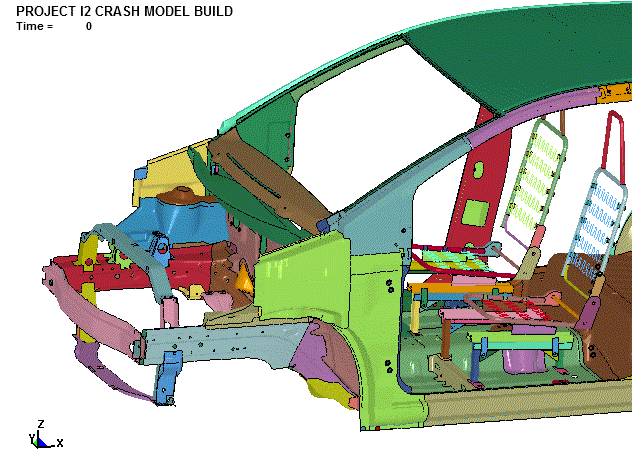 PROJECT I2 CRASH MODEL BUILD
Time = 0
Z
Y X